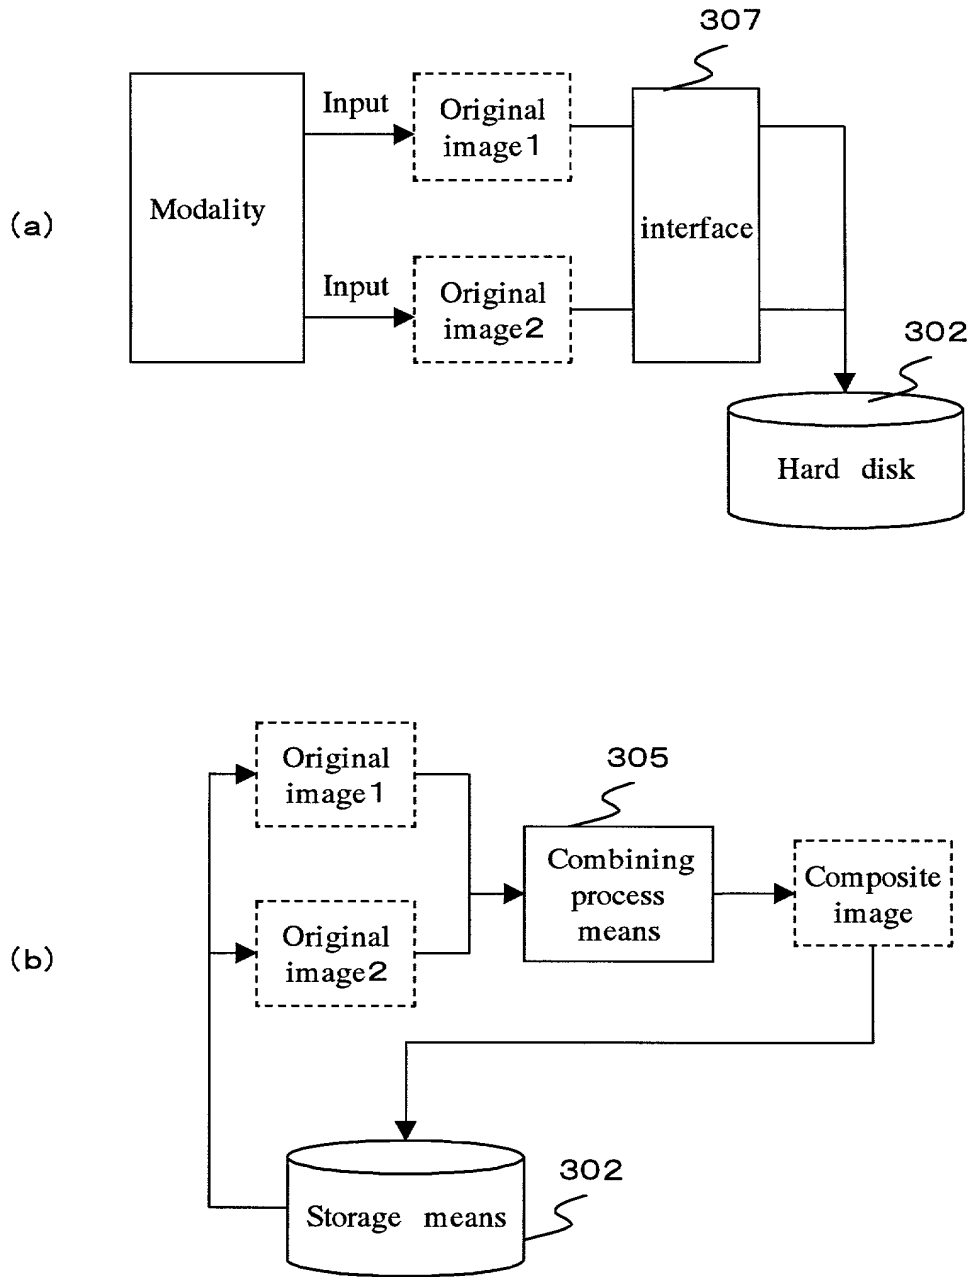 307
Input
Original
image1
Modality
(a)
interface
Input
Original
image2
302
Hard disk
Original
image1
305
Combining
process
means
Composite
image
Original
image2
(b)
302
Storage means